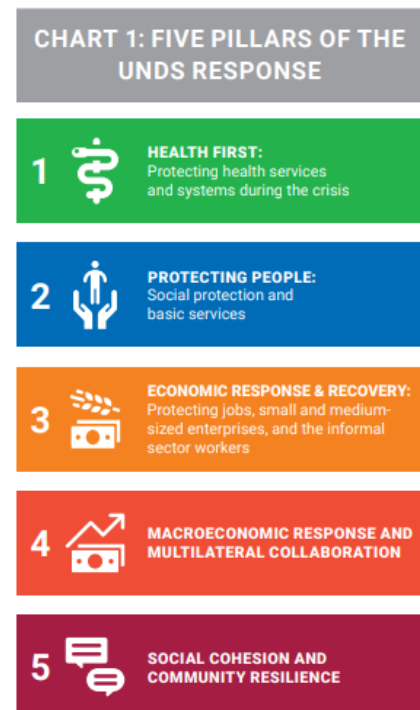 CHART 1: FIVE PILLARS OF THE
UNDS RESPONSE
1
HEALTH FIRST:
Protecting health services
and systems during the crisis
2
PROTECTING PEOPLE:
Social protection and
basic services
3
ECONOMIC RESPONSE & RECOVERY:
Protecting jobs, small and medium-
sized enterprises, and the informal
sector workers
4
MACROECONOMIC RESPONSE AND
MULTILATERAL COLLABORATION
5
SOCIAL COHESION AND
COMMUNITY RESILIENCE